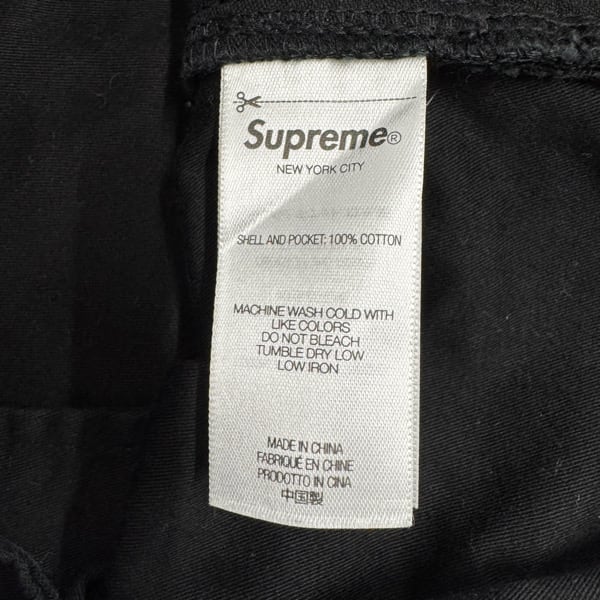 Supreme®
NEW YORK CITY
SHELL AND POCKET: 100% COTTON
MACHINE WASH COLD WITH
LIKE COLORS
DO NOT BLEACH
TUMBLE DRY LOW
LOW IRON
MADE IN CHINA
FABRIQUÉ EN CHINE
PRODOTTO IN CINA
中国製